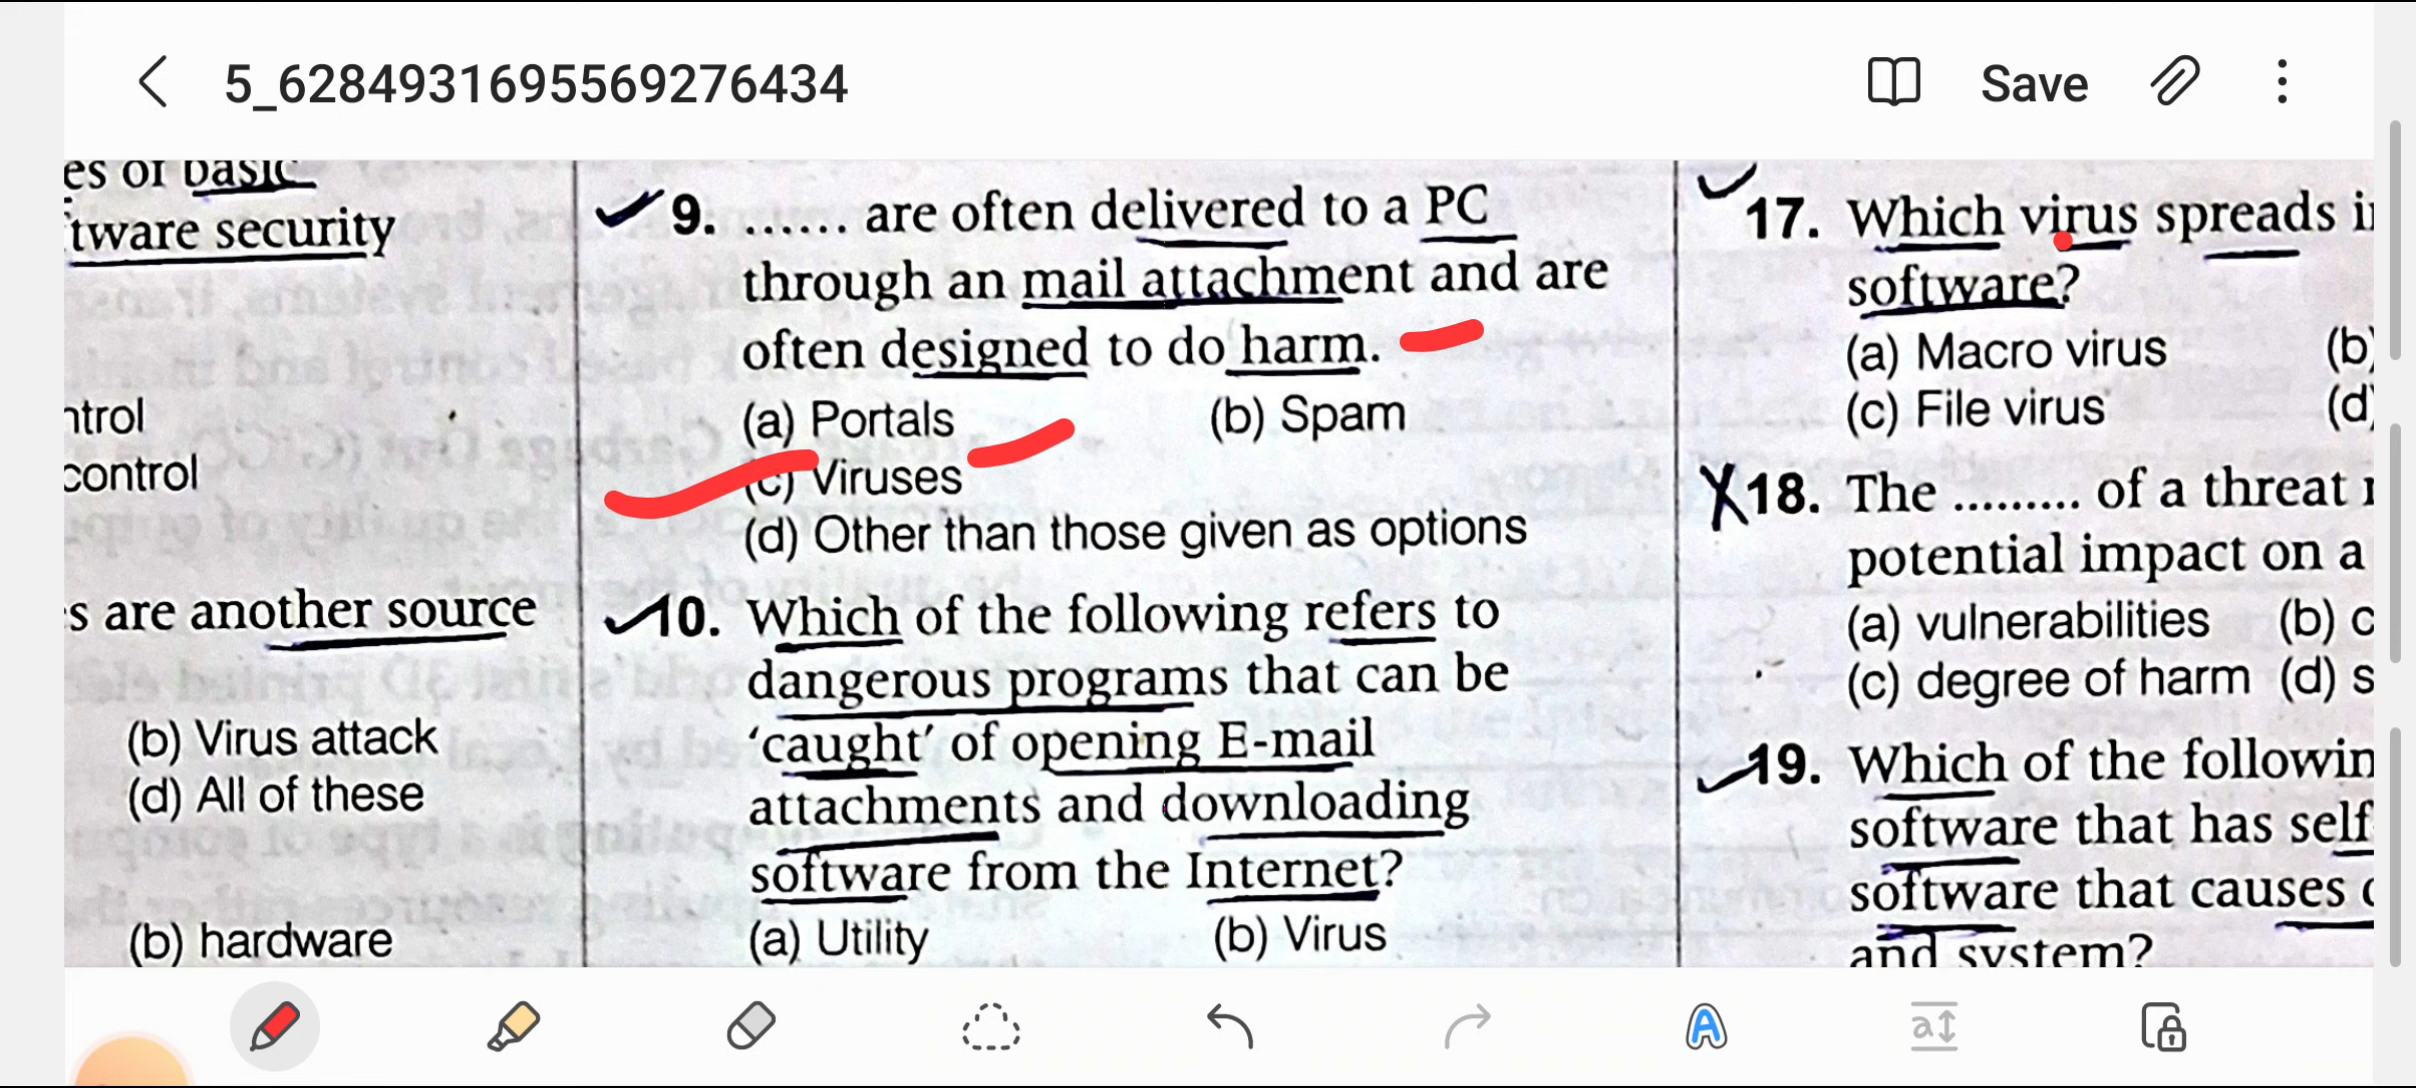 5_6284931695569276434
Save
es of basic
tware security
ntrol
control
s are another source
(b) Virus attack
(d) All of these
(b) hardware
9. ...... are often delivered to a PC
through an mail attachment and are
often designed to do harm.
(a) Portals (b) Spam
(c) Viruses
(d) Other than those given as options
10. Which of the following refers to
dangerous programs that can be
‘caught’ of opening E-mail
attachments and downloading
software from the Internet?
(a) Utility (b) Virus
17. Which virus spreads i
software?
(a) Macro virus (b)
(c) File virus (d)
18. The ......... of a threat
potential impact on a
(a) vulnerabilities (b) c
(c) degree of harm (d) s
19. Which of the followin
software that has self
software that causes
and system?
A
a